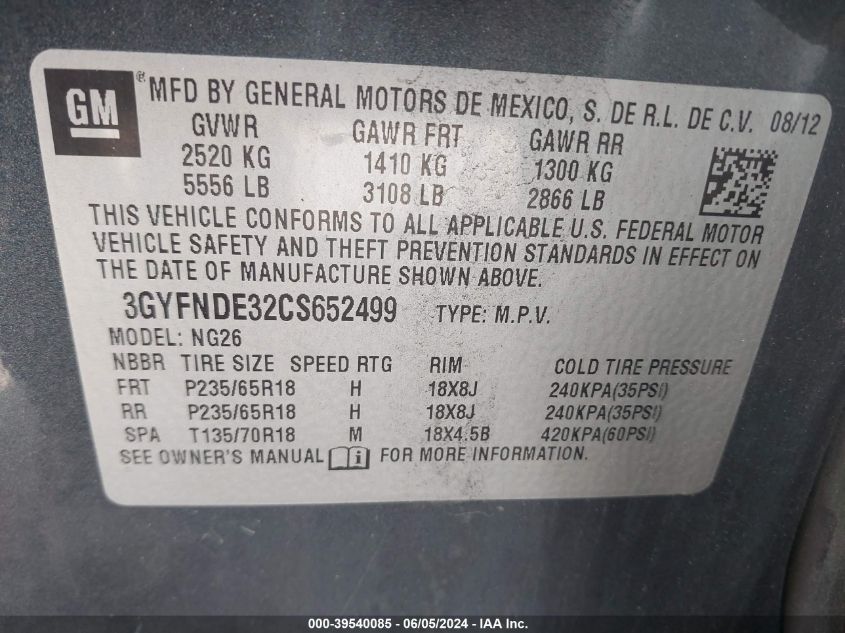 GM ® MFD BY GENERAL MOTORS DE MEXICO, S. DE R.L. DE C.V. 08/12
GVWR GAWR FRT GAWR RR
2520 KG 1410 KG 1300 KG
5556 LB 3108 LB 2866 LB
THIS VEHICLE CONFORMS TO ALL APPLICABLE U.S. FEDERAL MOTOR
VEHICLE SAFETY AND THEFT PREVENTION STANDARDS IN EFFECT ON
THE DATE OF MANUFACTURE SHOWN ABOVE.
3GYFNDE32CS652499 TYPE: M.P.V.
MODEL: NG26
NBBR TIRE SIZE SPEED RTG RIM COLD TIRE PRESSURE
FRT P235/65R18 H 18X8J 240KPA(35PSI)
RR P235/65R18 H 18X8J 240KPA(35PSI)
SPA T135/70R18 M 18X4.5B 420KPA(60PSI)
SEE OWNER'S MANUAL i FOR MORE INFORMATION.
000-39540085 - 06/05/2024 - IAA Inc.